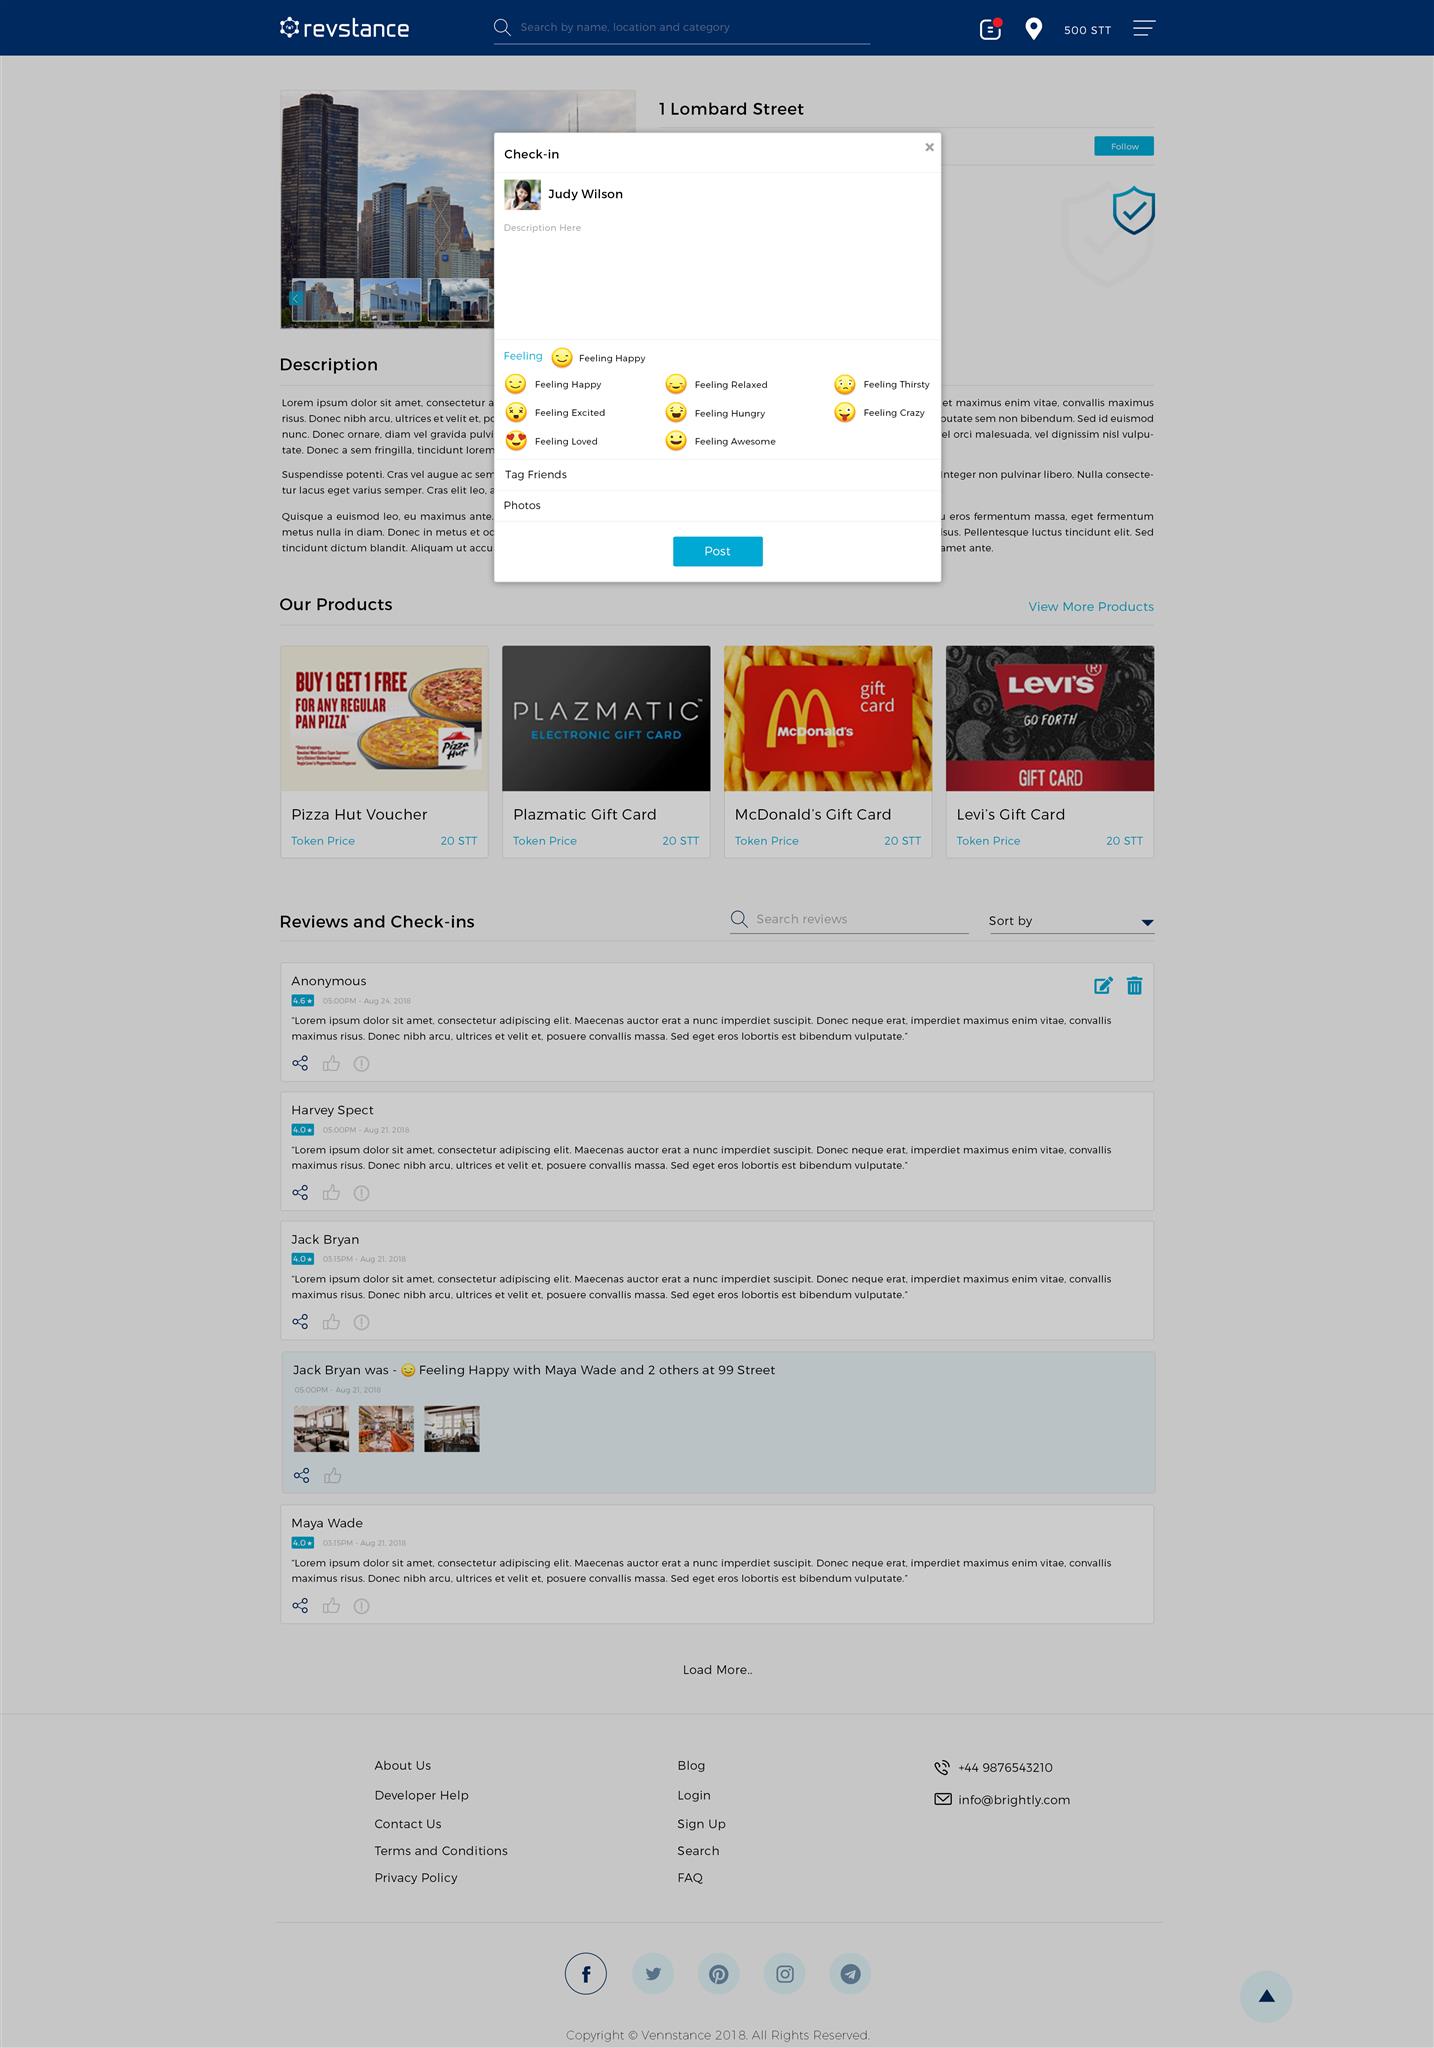 revstance
Search by name, location and category
500 STT
1 Lombard Street
Follow
Check-in
Judy Wilson
Description Here
Feeling Feeling Happy
Feeling Happy Feeling Relaxed Feeling Thirsty
Feeling Excited Feeling Hungry Feeling Crazy
Feeling Loved Feeling Awesome
Tag Friends
Photos
Post
Description
Lorem ipsum dolor sit amet, consectetur a et maximus enim vitae, convallis maximus
risus. Donec nibh arcu, ultrices et velit et, po putate sem non bibendum. Sed id euismod
nunc. Donec ornare, diam vel gravida pulvi el orci malesuada, vel dignissim nisl vulpu-
tate. Donec a sem fringilla, tincidunt lorem
Suspendisse potenti. Cras vel augue ac sem Integer non pulvinar libero. Nulla consecte-
tur lacus eget varius semper. Cras elit leo, a
Quisque a euismod leo, eu maximus ante. u eros fermentum massa, eget fermentum
metus nulla in diam. Donec in metus et oc sus. Pellentesque luctus tincidunt elit. Sed
tincidunt dictum blandit. Aliquam ut accu amet ante.
Our Products
View More Products
BUY 1 GET 1 FREE
FOR ANY REGULAR
PAN PIZZA*
Pizza
Hut
PLAZMATIC™
ELECTRONIC GIFT CARD
gift
card
McDonald's
LEVI'S®
GO FORTH
GIFT CARD
Pizza Hut Voucher
Token Price 20 STT
Plazmatic Gift Card
Token Price 20 STT
McDonald's Gift Card
Token Price 20 STT
Levi's Gift Card
Token Price 20 STT
Reviews and Check-ins
Search reviews
Sort by
Anonymous
4.6★ 05:00PM - Aug 24, 2018
"Lorem ipsum dolor sit amet, consectetur adipiscing elit. Maecenas auctor erat a nunc imperdiet suscipit. Donec neque erat, imperdiet maximus enim vitae, convallis
maximus risus. Donec nibh arcu, ultrices et velit et, posuere convallis massa. Sed eget eros lobortis est bibendum vulputate."
Harvey Spect
4.0★ 05:00PM - Aug 21, 2018
"Lorem ipsum dolor sit amet, consectetur adipiscing elit. Maecenas auctor erat a nunc imperdiet suscipit. Donec neque erat, imperdiet maximus enim vitae, convallis
maximus risus. Donec nibh arcu, ultrices et velit et, posuere convallis massa. Sed eget eros lobortis est bibendum vulputate."
Jack Bryan
4.0★ 03:15PM - Aug 21, 2018
"Lorem ipsum dolor sit amet, consectetur adipiscing elit. Maecenas auctor erat a nunc imperdiet suscipit. Donec neque erat, imperdiet maximus enim vitae, convallis
maximus risus. Donec nibh arcu, ultrices et velit et, posuere convallis massa. Sed eget eros lobortis est bibendum vulputate."
Jack Bryan was - Feeling Happy with Maya Wade and 2 others at 99 Street
05:00PM - Aug 21, 2018
Maya Wade
4.0★ 03:15PM - Aug 21, 2018
"Lorem ipsum dolor sit amet, consectetur adipiscing elit. Maecenas auctor erat a nunc imperdiet suscipit. Donec neque erat, imperdiet maximus enim vitae, convallis
maximus risus. Donec nibh arcu, ultrices et velit et, posuere convallis massa. Sed eget eros lobortis est bibendum vulputate."
Load More..
About Us
Developer Help
Contact Us
Terms and Conditions
Privacy Policy
Blog
Login
Sign Up
Search
FAQ
+44 9876543210
info@brightly.com
Copyright © Vennstance 2018. All Rights Reserved.